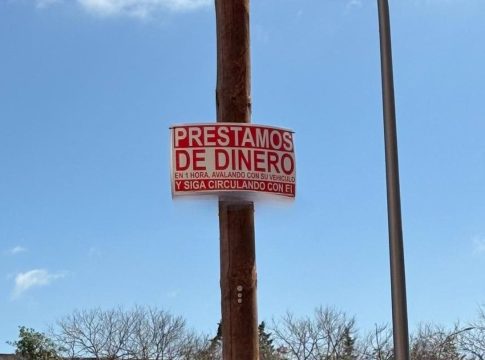 PRESTAMOS
DE DINERO
EN 1 HORA. AVALANDO CON SU VEHICULO
Y SIGA CIRCULANDO CON El